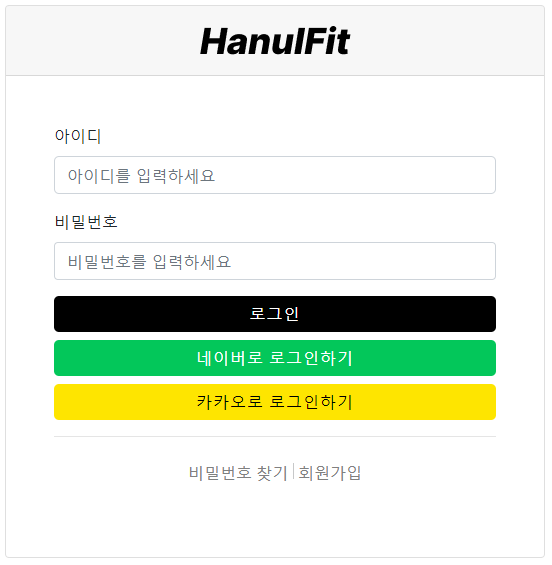 HanulFit
아이디
아이디를 입력하세요
비밀번호
비밀번호를 입력하세요
로그인
네이버로 로그인하기
카카오로 로그인하기
비밀번호 찾기 | 회원가입